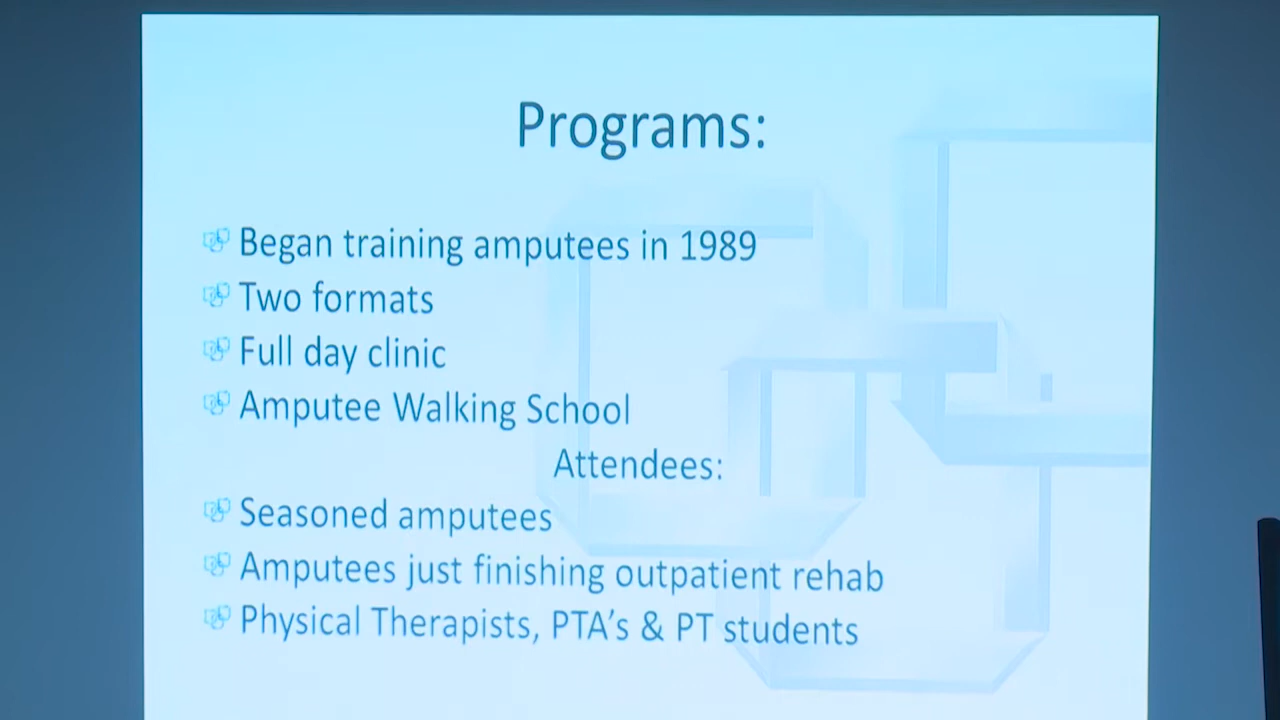 Programs:
Began training amputees in 1989
Two formats
Full day clinic
Amputee Walking School
Attendees:
Seasoned amputees
Amputees just finishing outpatient rehab
Physical Therapists, PTA’s & PT students